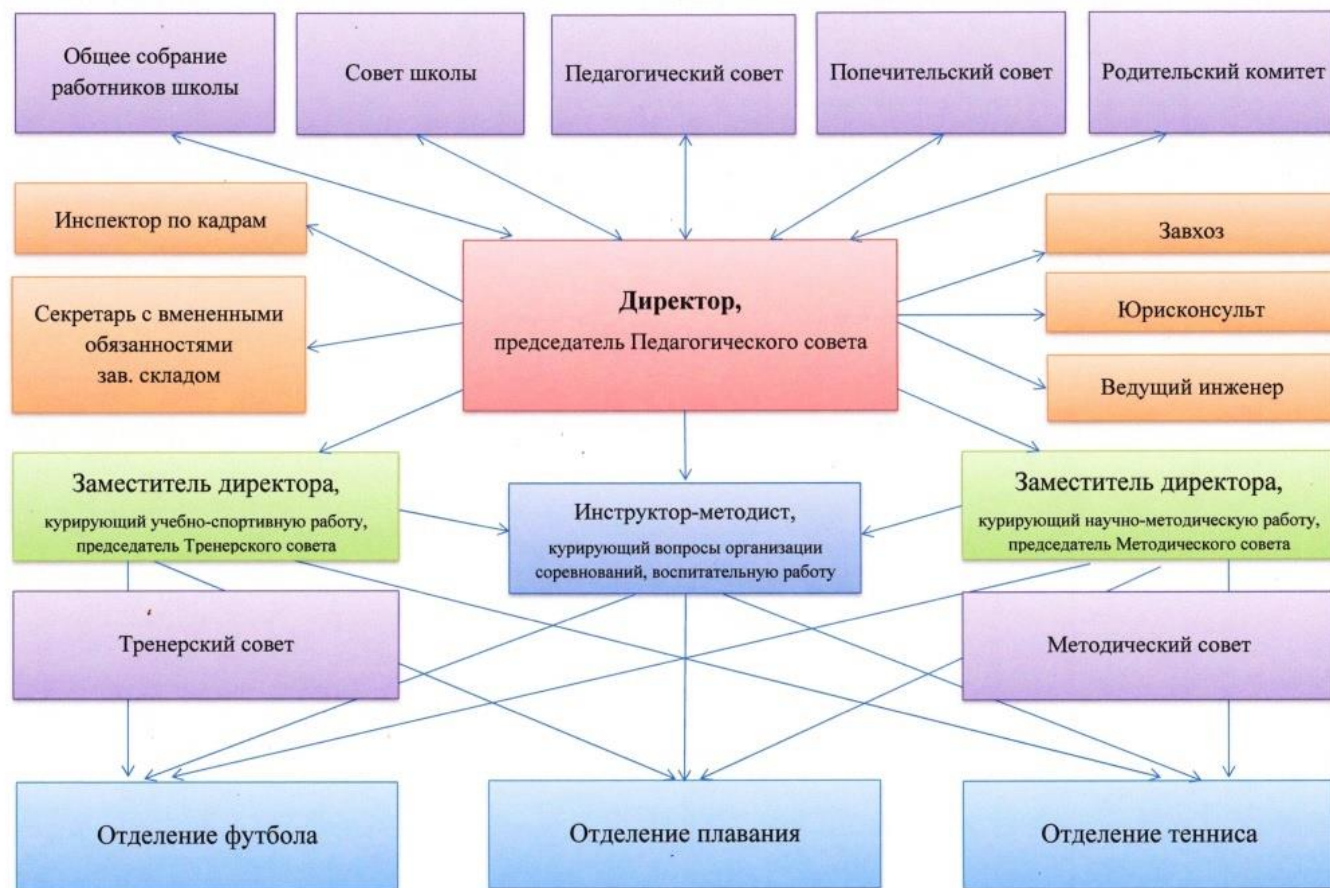 Общее собрание
работников школы
Совет школы
Педагогический совет
Попечительский совет
Родительский комитет
Инспектор по кадрам
Завхоз
Секретарь с вмененными
обязанностями
зав. складом
Директор,
председатель Педагогического совета
Юрисконсульт
Ведущий инженер
Заместитель директора,
курирующий учебно-спортивную работу,
председатель Тренерского совета
Инструктор-методист,
курирующий вопросы организации
соревнований, воспитательную работу
Заместитель директора,
курирующий научно-методическую работу,
председатель Методического совета
Тренерский совет
Методический совет
Отделение футбола
Отделение плавания
Отделение тенниса